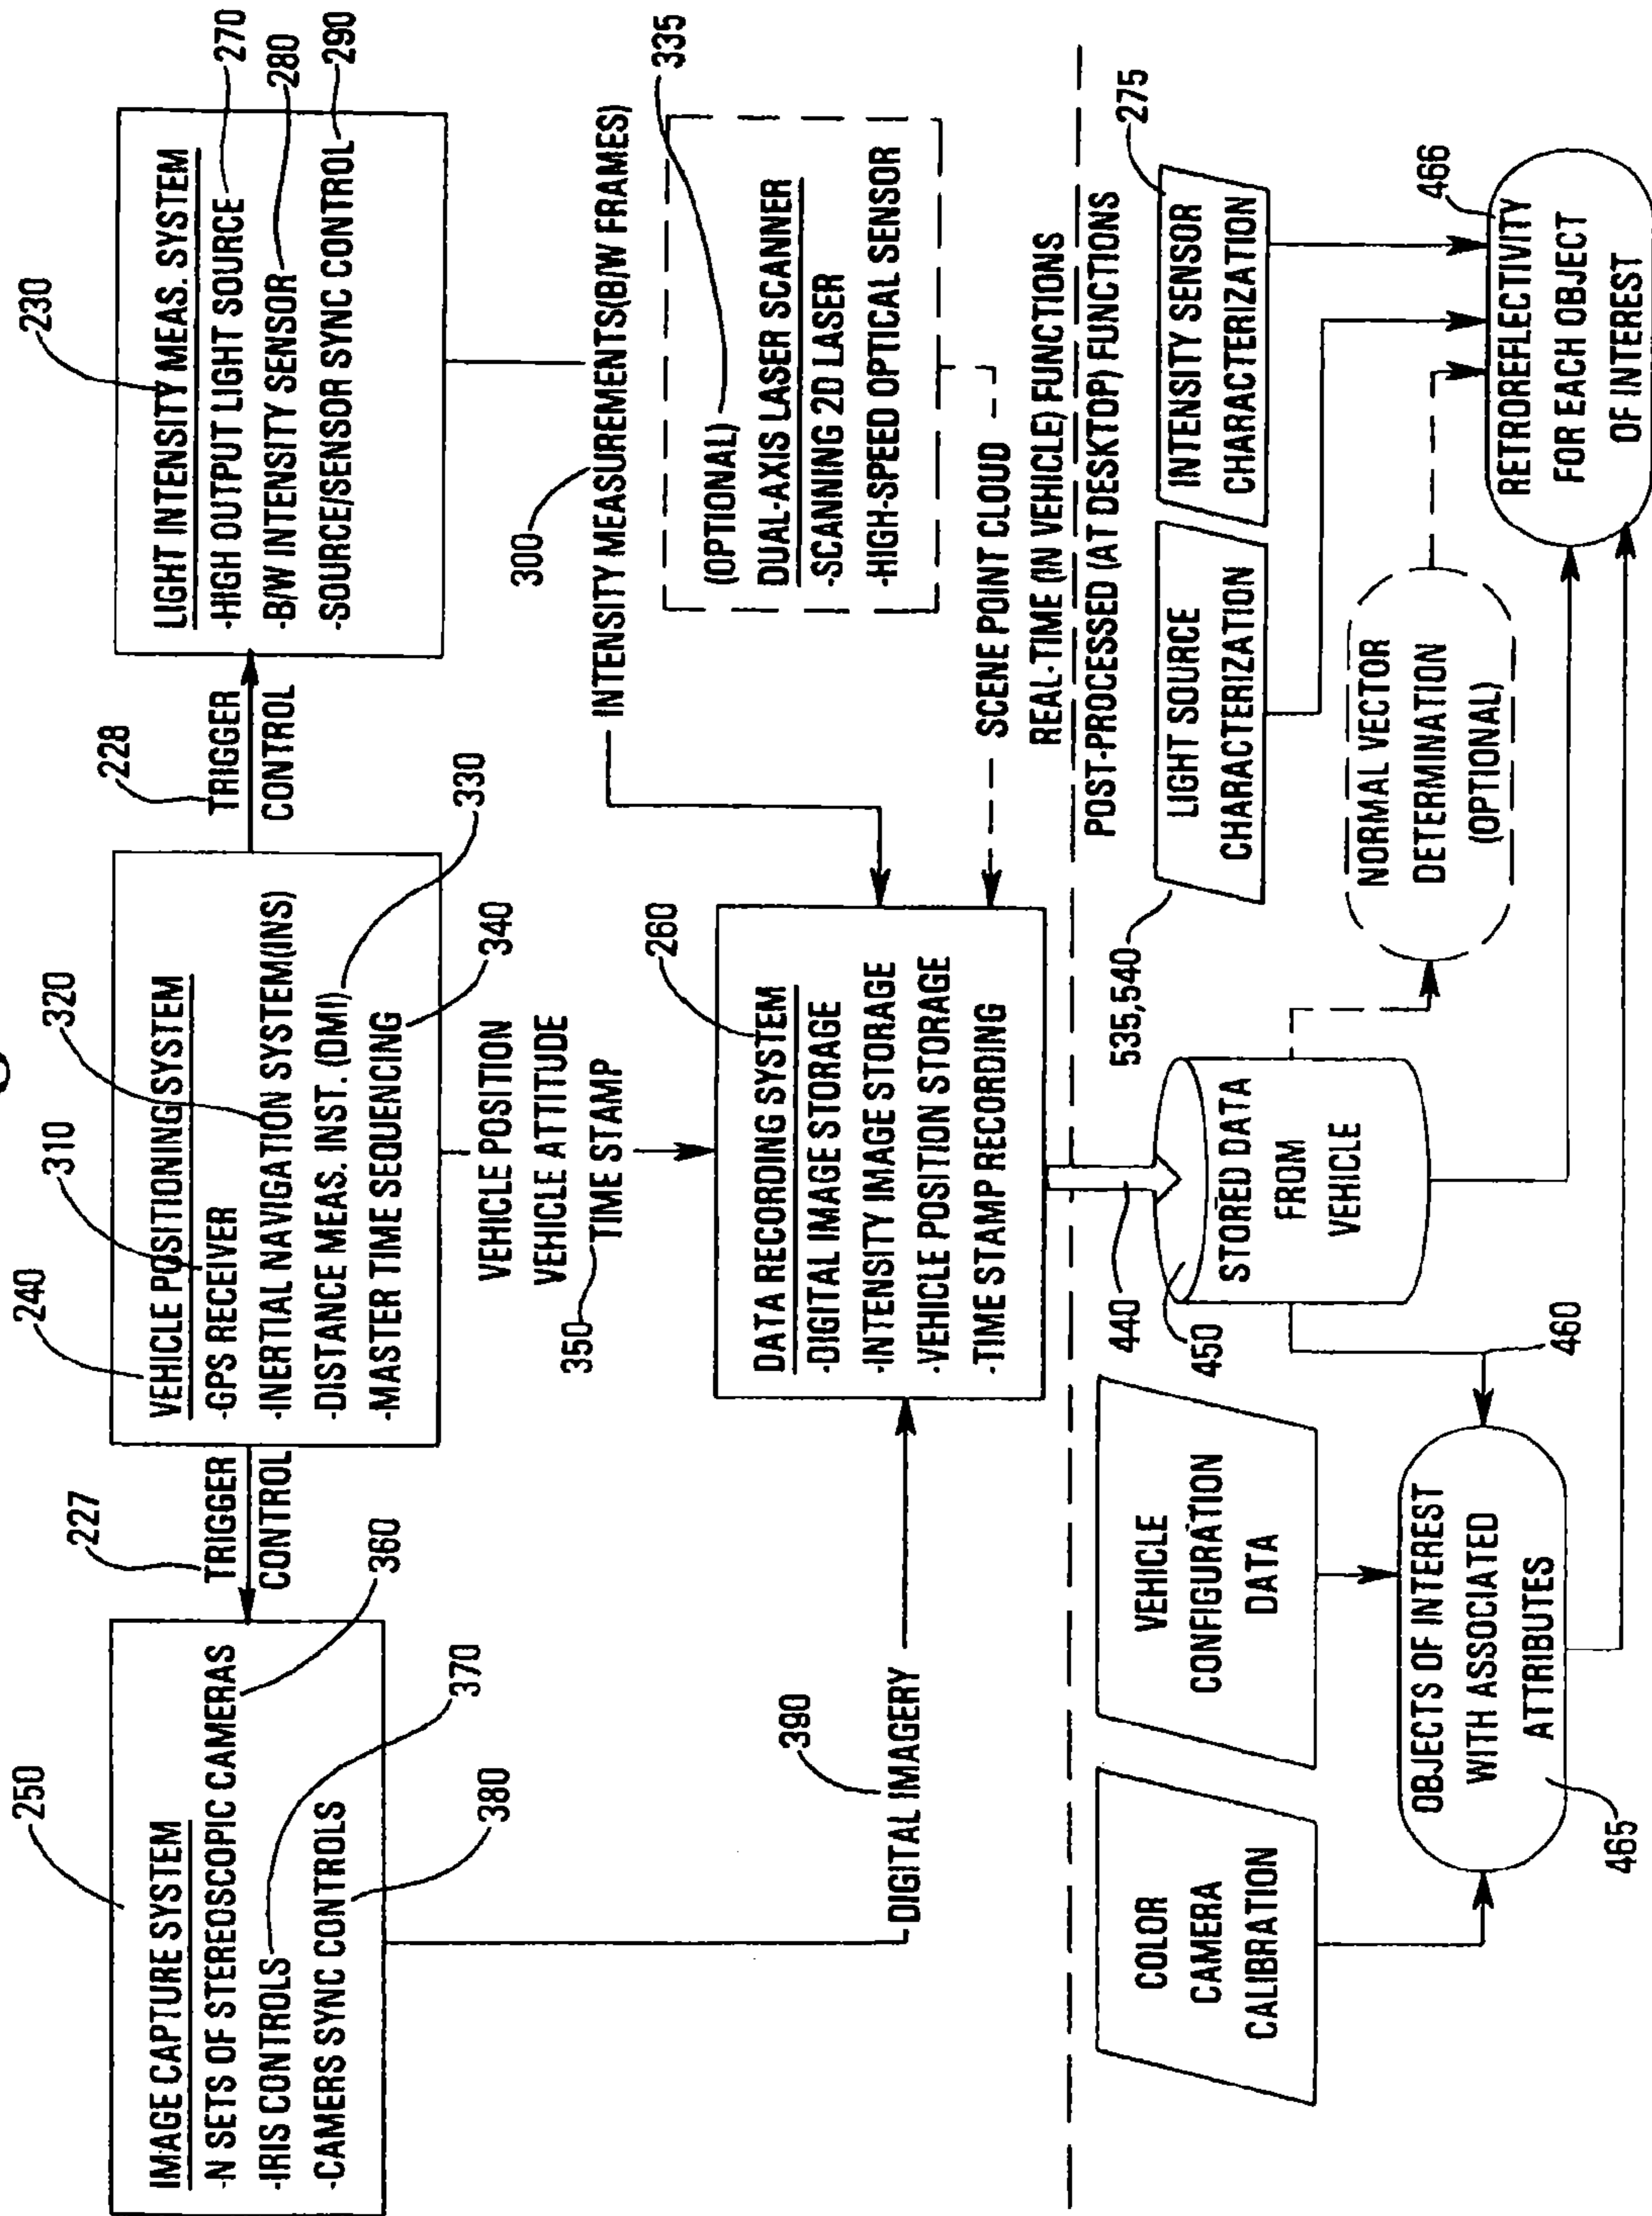 230
LIGHT INTENSITY MEAS. SYSTEM
-HIGH OUTPUT LIGHT SOURCE
270
-B/W INTENSITY SENSOR
280
-SOURCE/SENSOR SYNC CONTROL
290
228
TRIGGER
CONTROL
240
310
320
VEHICLE POSITIONING SYSTEM
-GPS RECEIVER
-INERTIAL NAVIGATION SYSTEM(INS)
-DISTANCE MEAS. INST. (DMI)
330
-MASTER TIME SEQUENCING
340
227
TRIGGER
CONTROL
250
IMAGE CAPTURE SYSTEM
-N SETS OF STEREOSCOPIC CAMERAS
360
-IRIS CONTROLS
370
-CAMERS SYNC CONTROLS
380
VEHICLE POSITION
VEHICLE ATTITUDE
350
TIME STAMP
300
INTENSITY MEASUREMENTS(B/W FRAMES)
335
(OPTIONAL)
DUAL-AXIS LASER SCANNER
-SCANNING 2D LASER
-HIGH-SPEED OPTICAL SENSOR
SCENE POINT CLOUD
260
DATA RECORDING SYSTEM
-DIGITAL IMAGE STORAGE
-INTENSITY IMAGE STORAGE
-VEHICLE POSITION STORAGE
-TIME STAMP RECORDING
390
DIGITAL IMAGERY
REAL-TIME (IN VEHICLE) FUNCTIONS
POST-PROCESSED (AT DESKTOP) FUNCTIONS
COLOR
CAMERA
CALIBRATION
VEHICLE
CONFIGURATION
DATA
440
450
STORED DATA
FROM
VEHICLE
460
535,540
LIGHT SOURCE
CHARACTERIZATION
275
INTENSITY SENSOR
CHARACTERIZATION
NORMAL VECTOR
DETERMINATION
(OPTIONAL)
OBJECTS OF INTEREST
WITH ASSOCIATED
ATTRIBUTES
465
466
RETROREFLECTIVITY
FOR EACH OBJECT
OF INTEREST